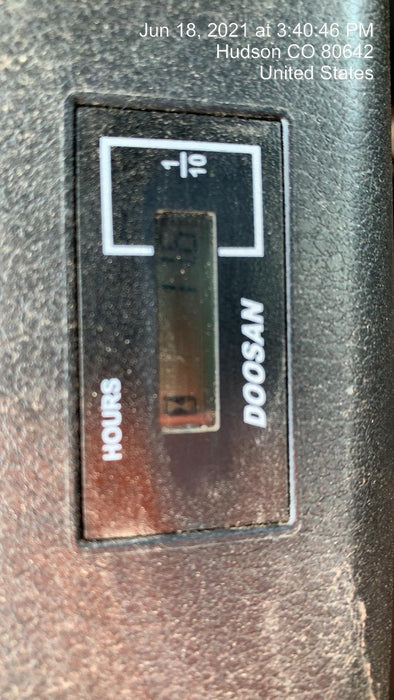 Jun 18, 2021 at 3:40:46 PM
Hudson CO 80642
United States
HOURS
1/10
DOOSAN